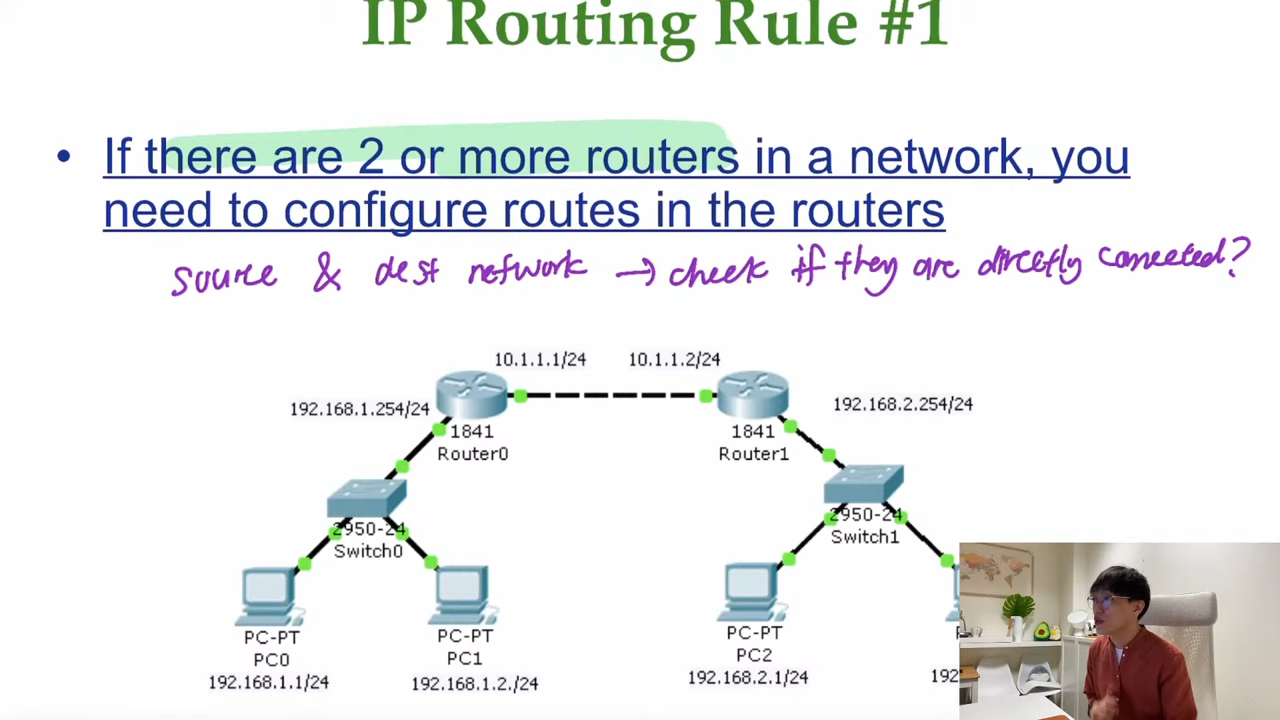 IP Routing Rule #1
• If there are 2 or more routers in a network, you
need to configure routes in the routers
source & dest network → check if they are directly connected?
10.1.1.1/24
10.1.1.2/24
192.168.1.254/24
192.168.2.254/24
1841
Router0
1841
Router1
2950-24
Switch0
2950-24
Switch1
PC-PT
PC0
192.168.1.1/24
PC-PT
PC1
192.168.1.2./24
PC-PT
PC2
192.168.2.1/24
192